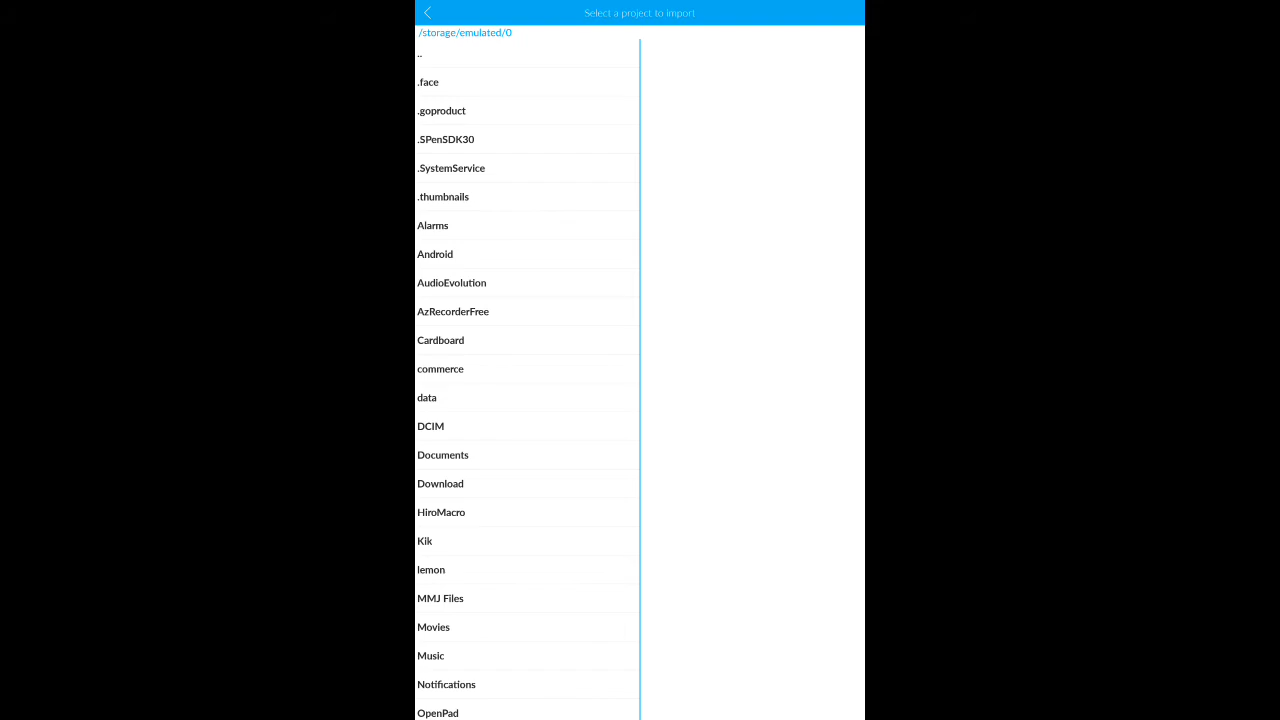 Select a project to import
/storage/emulated/0
..
.face
.goproduct
.SPenSDK30
.SystemService
.thumbnails
Alarms
Android
AudioEvolution
AzRecorderFree
Cardboard
commerce
data
DCIM
Documents
Download
HiroMacro
Kik
lemon
MMJ Files
Movies
Music
Notifications
OpenPad